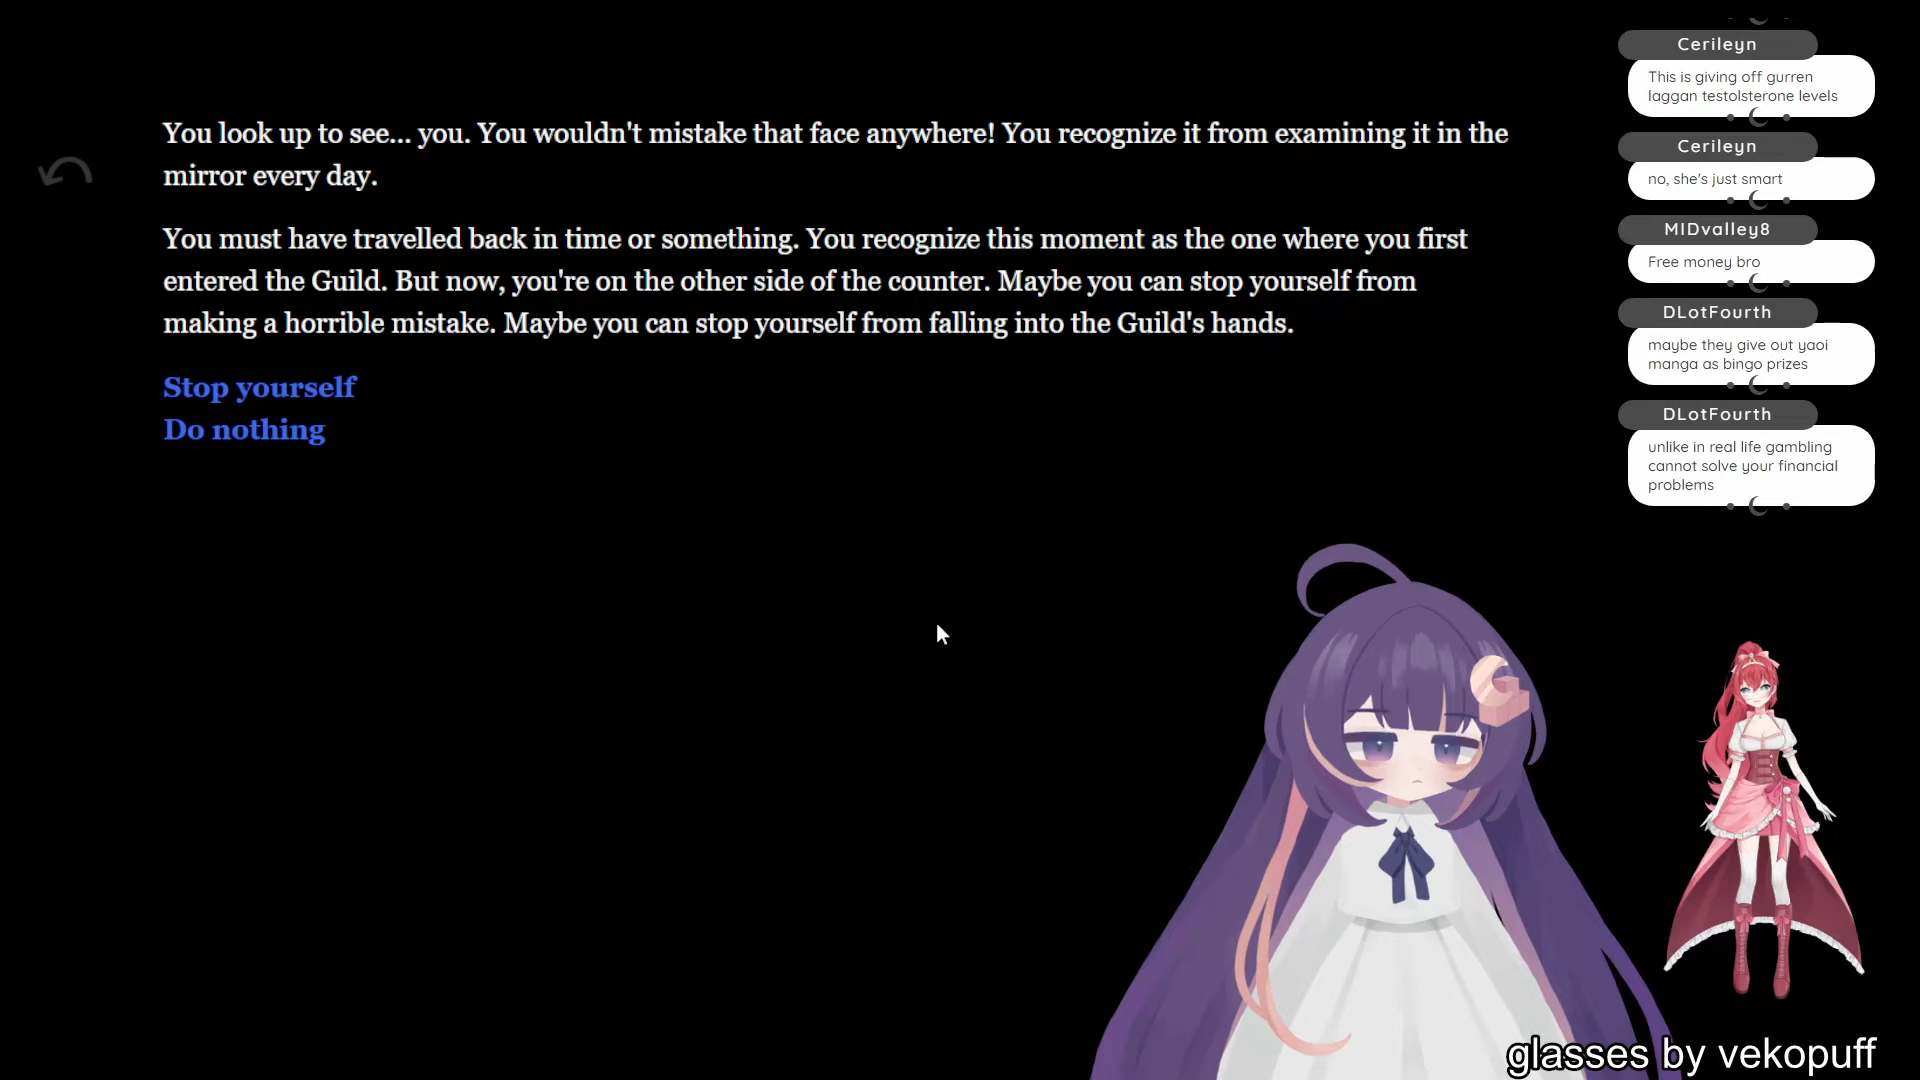 You look up to see... you. You wouldn't mistake that face anywhere! You recognize it from examining it in the
mirror every day.
You must have travelled back in time or something. You recognize this moment as the one where you first
entered the Guild. But now, you're on the other side of the counter. Maybe you can stop yourself from
making a horrible mistake. Maybe you can stop yourself from falling into the Guild's hands.
Stop yourself
Do nothing
Cerileyn
This is giving off gurren
laggan testolsterone levels
Cerileyn
no, she's just smart
MIDvalley8
Free money bro
DLotFourth
maybe they give out yaoi
manga as bingo prizes
DLotFourth
unlike in real life gambling
cannot solve your financial
problems
glasses by vekopuff